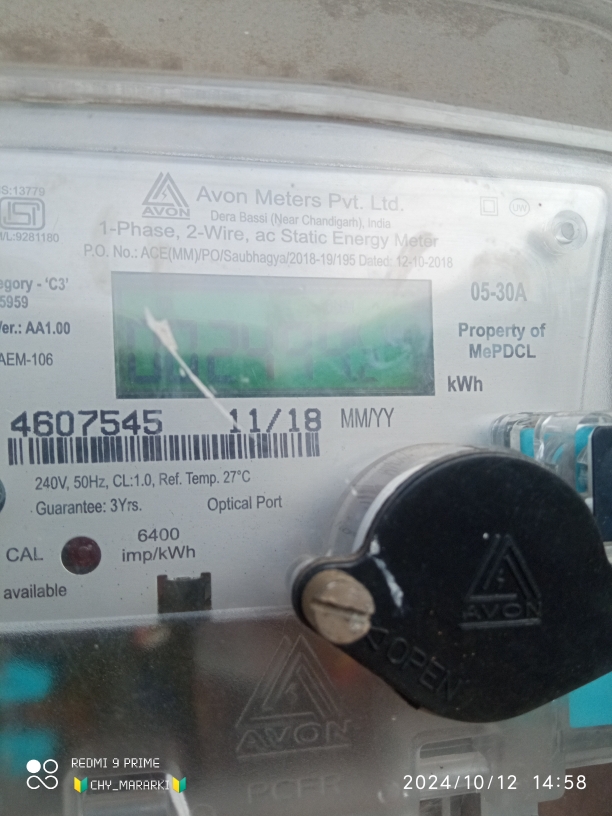 S:13779
M/L:9281180
AVON
Avon Meters Pvt. Ltd.
Dera Bassi (Near Chandigarh), India
1-Phase, 2-Wire, ac Static Energy Meter
P.O. No.: ACE(MM)/PO/Saubhagya/2018-19/195 Dated: 12-10-2018
egory - 'C3'
5959
Ver.: AA1.00
AEM-106
05-30A
Property of
MePDCL
kWh
4607545 11/18 MM/YY
240V, 50Hz, CL:1.0, Ref. Temp. 27°C
Guarantee: 3Yrs. Optical Port
CAL 6400
imp/kWh
available
AVON
OPEN
AVON
REDMI 9 PRIME
CHY_MARARKI
2024/10/12 14:58